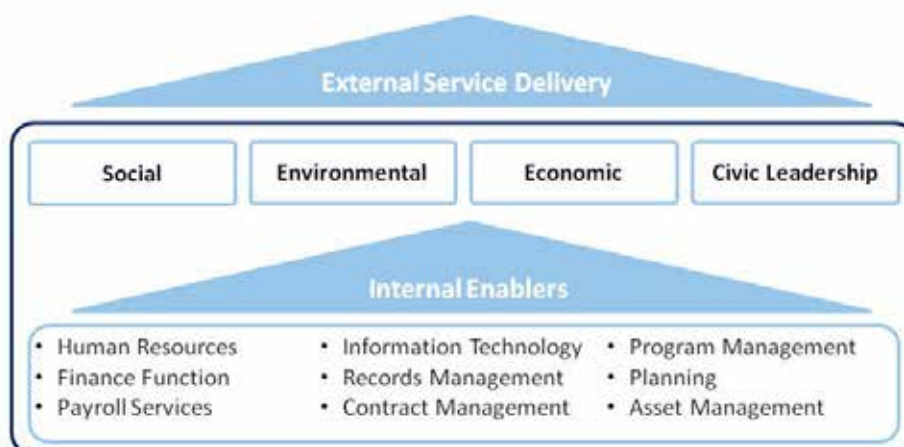 External Service Delivery
Social
Environmental
Economic
Civic Leadership
Internal Enablers
• Human Resources
• Finance Function
• Payroll Services
• Information Technology
• Records Management
• Contract Management
• Program Management
• Planning
• Asset Management